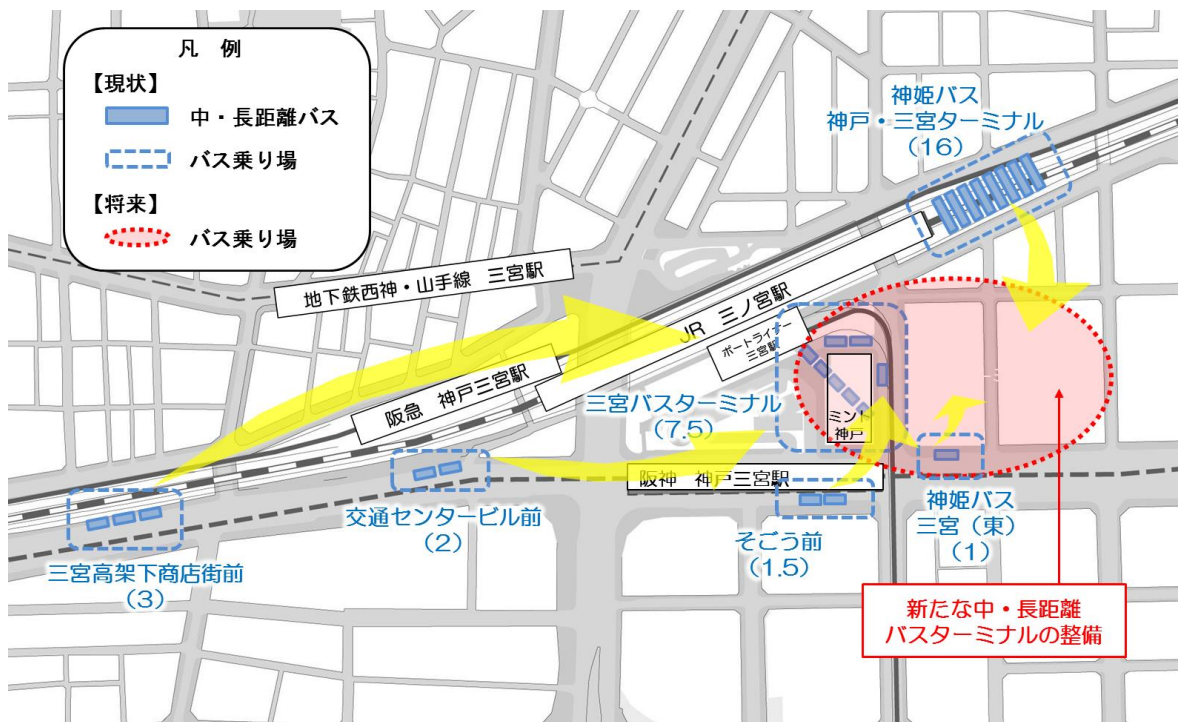 凡 例
【現状】
中・長距離バス
バス乗り場
【将来】
バス乗り場
神姫バス
神戸・三宮ターミナル
(16)
地下鉄西神・山手線 三宮駅
JR 三ノ宮駅
ポートライナー
三宮駅
阪急 神戸三宮駅
三宮バスターミナル
(7.5)
ミント
神戸
阪神 神戸三宮駅
交通センタービル前
(2)
そごう前
(1.5)
神姫バス
三宮(東)
(1)
三宮高架下商店街前
(3)
新たな中・長距離
バスターミナルの整備